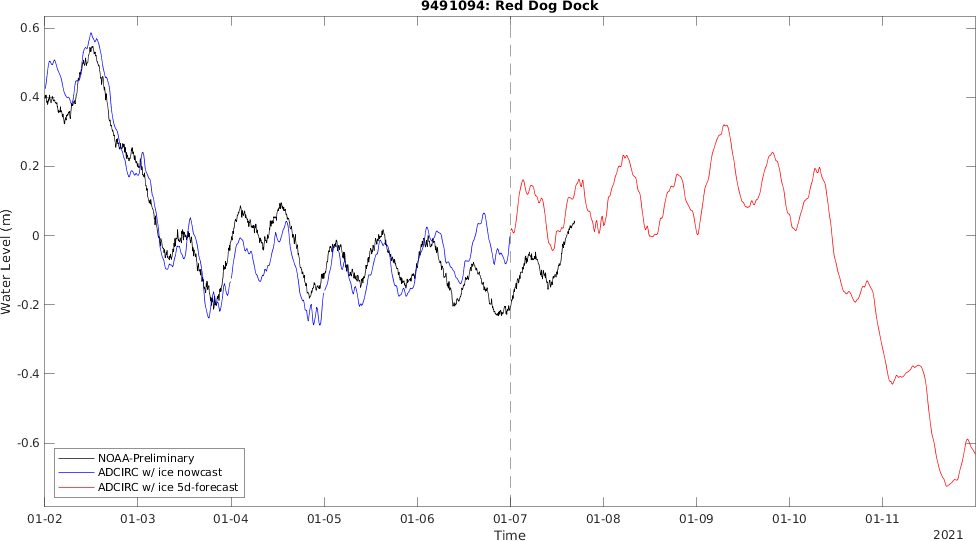 9491094: Red Dog Dock
0.6
0.4
0.2
0
-0.2
-0.4
-0.6
Water Level (m)
NOAA-Preliminary
ADCIRC w/ ice nowcast
ADCIRC w/ ice 5d-forecast
01-02 01-03 01-04 01-05 01-06 01-07 01-08 01-09 01-10 01-11
Time
2021